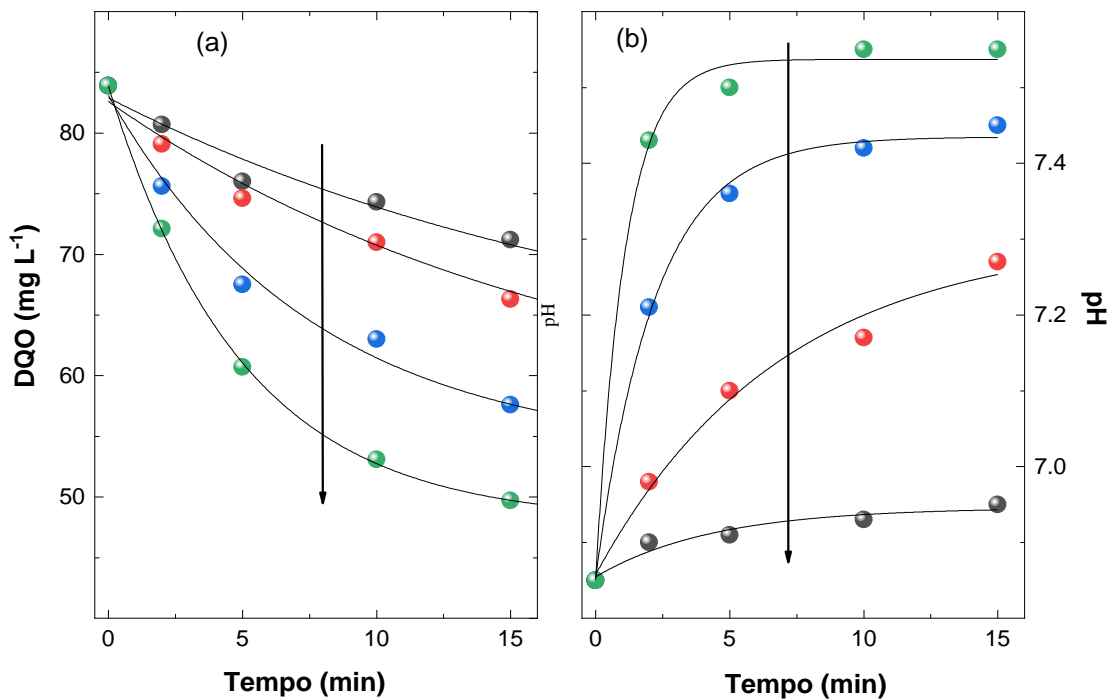 (a)
80
70
60
50
0 5 10 15
DQO (mg L⁻¹)
Tempo (min)
pH
(b)
7.4
7.2
7.0
0 5 10 15
pH
Tempo (min)